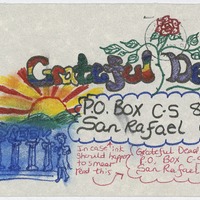 Grateful De
P.O. Box C-S 8
San Rafael
In case ink
should happen
to smear
Read this
Grateful Dead
P.O. Box C-
San Rafael